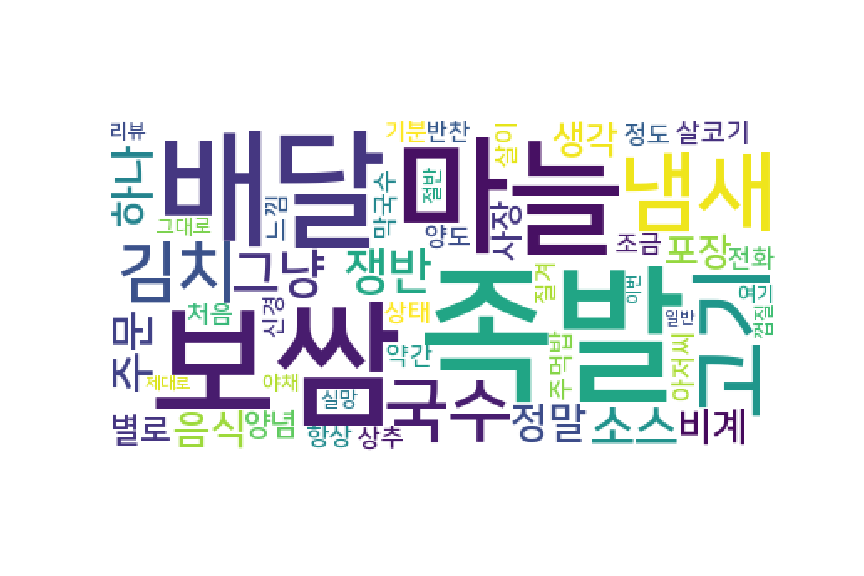 리뷰
배달
마늘
기분
반찬
살이
생각
정도
살코기
하나
냄새
절반
막국수
느낌
그대로
양도
사장
조금
포장
전화
김치
그냥
쟁반
족발
질겨
이번
여기
고기
주문
처음
신경
상태
일반
껍질
보쌈
약간
주먹밥
아저씨
제대로
야채
실망
국수
정말
소스
비계
별로
음식
양념
항상
상추